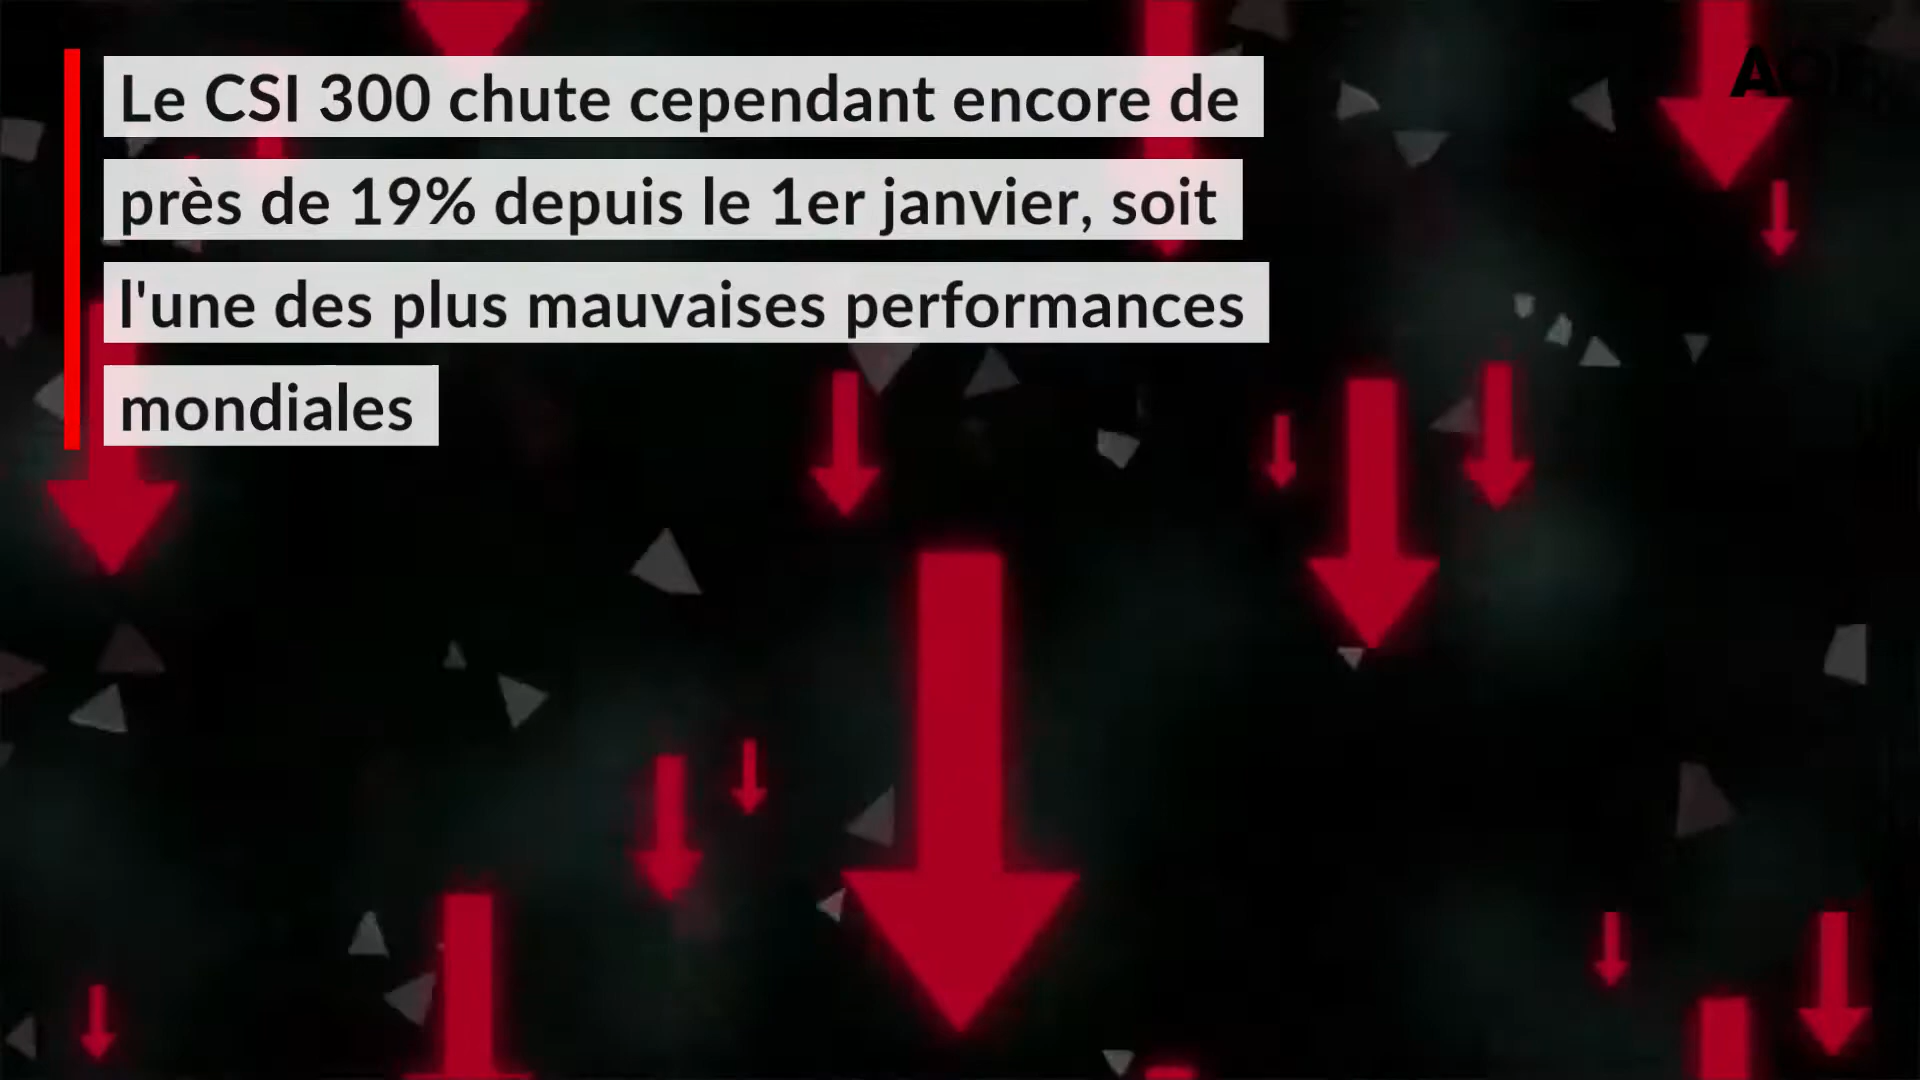 Le CSI 300 chute cependant encore de
près de 19% depuis le 1er janvier, soit
l'une des plus mauvaises performances
mondiales